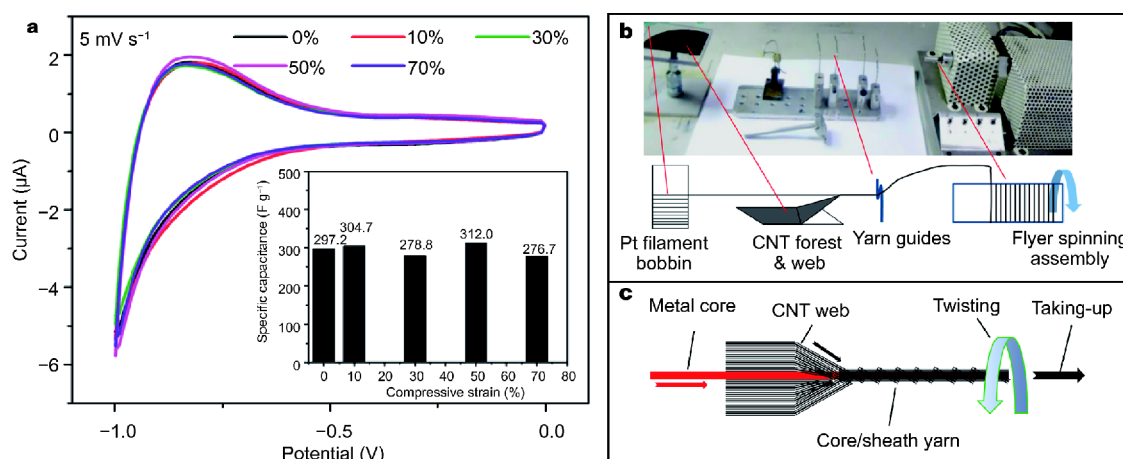 a
5 mV s⁻¹
0%
10%
30%
50%
70%
2
0
−2
−4
−6
Current (μA)
−1.0
−0.5
0.0
Potential (V)
500
400
300
200
100
0
Specific capacitance (F g⁻¹)
297.2
304.7
278.8
312.0
276.7
0 10 20 30 40 50 60 70 80
Compressive strain (%)
b
Pt filament
bobbin
CNT forest
& web
Yarn guides
Flyer spinning
assembly
c
Metal core
CNT web
Twisting
Taking-up
Core/sheath yarn